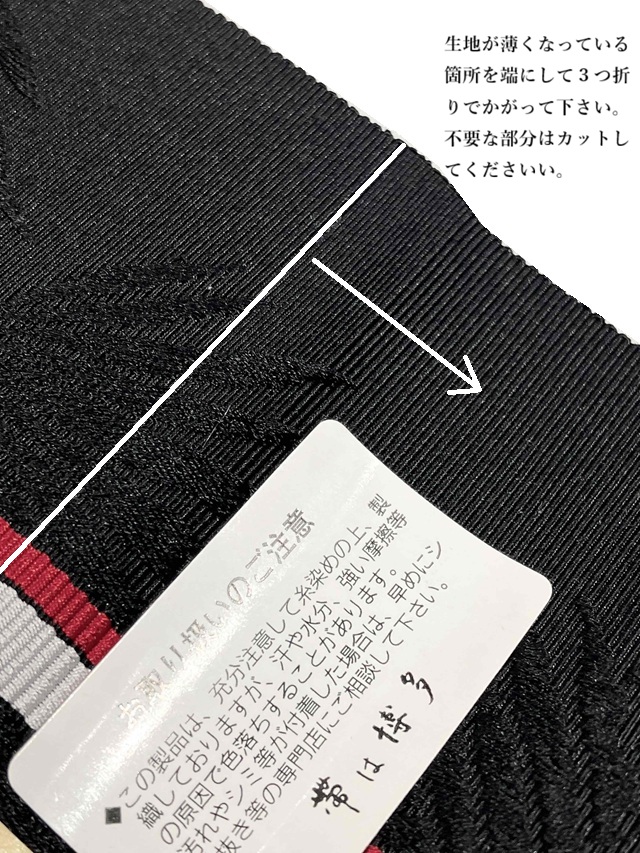 生地が薄くなっている
箇所を端にして３つ折
りでかがって下さい。
不要な部分はカットし
てくださいい。
お取り扱いのご注意
◆この製品は、充分注意して糸染めの上、製
織しておりますが、汗や水分、強い摩擦等
の原因で色落ちすることがあります。
汚れやシミ等が付着した場合は、早めにシ
抜き等の専門店にご相談して下さい。
帯は博多